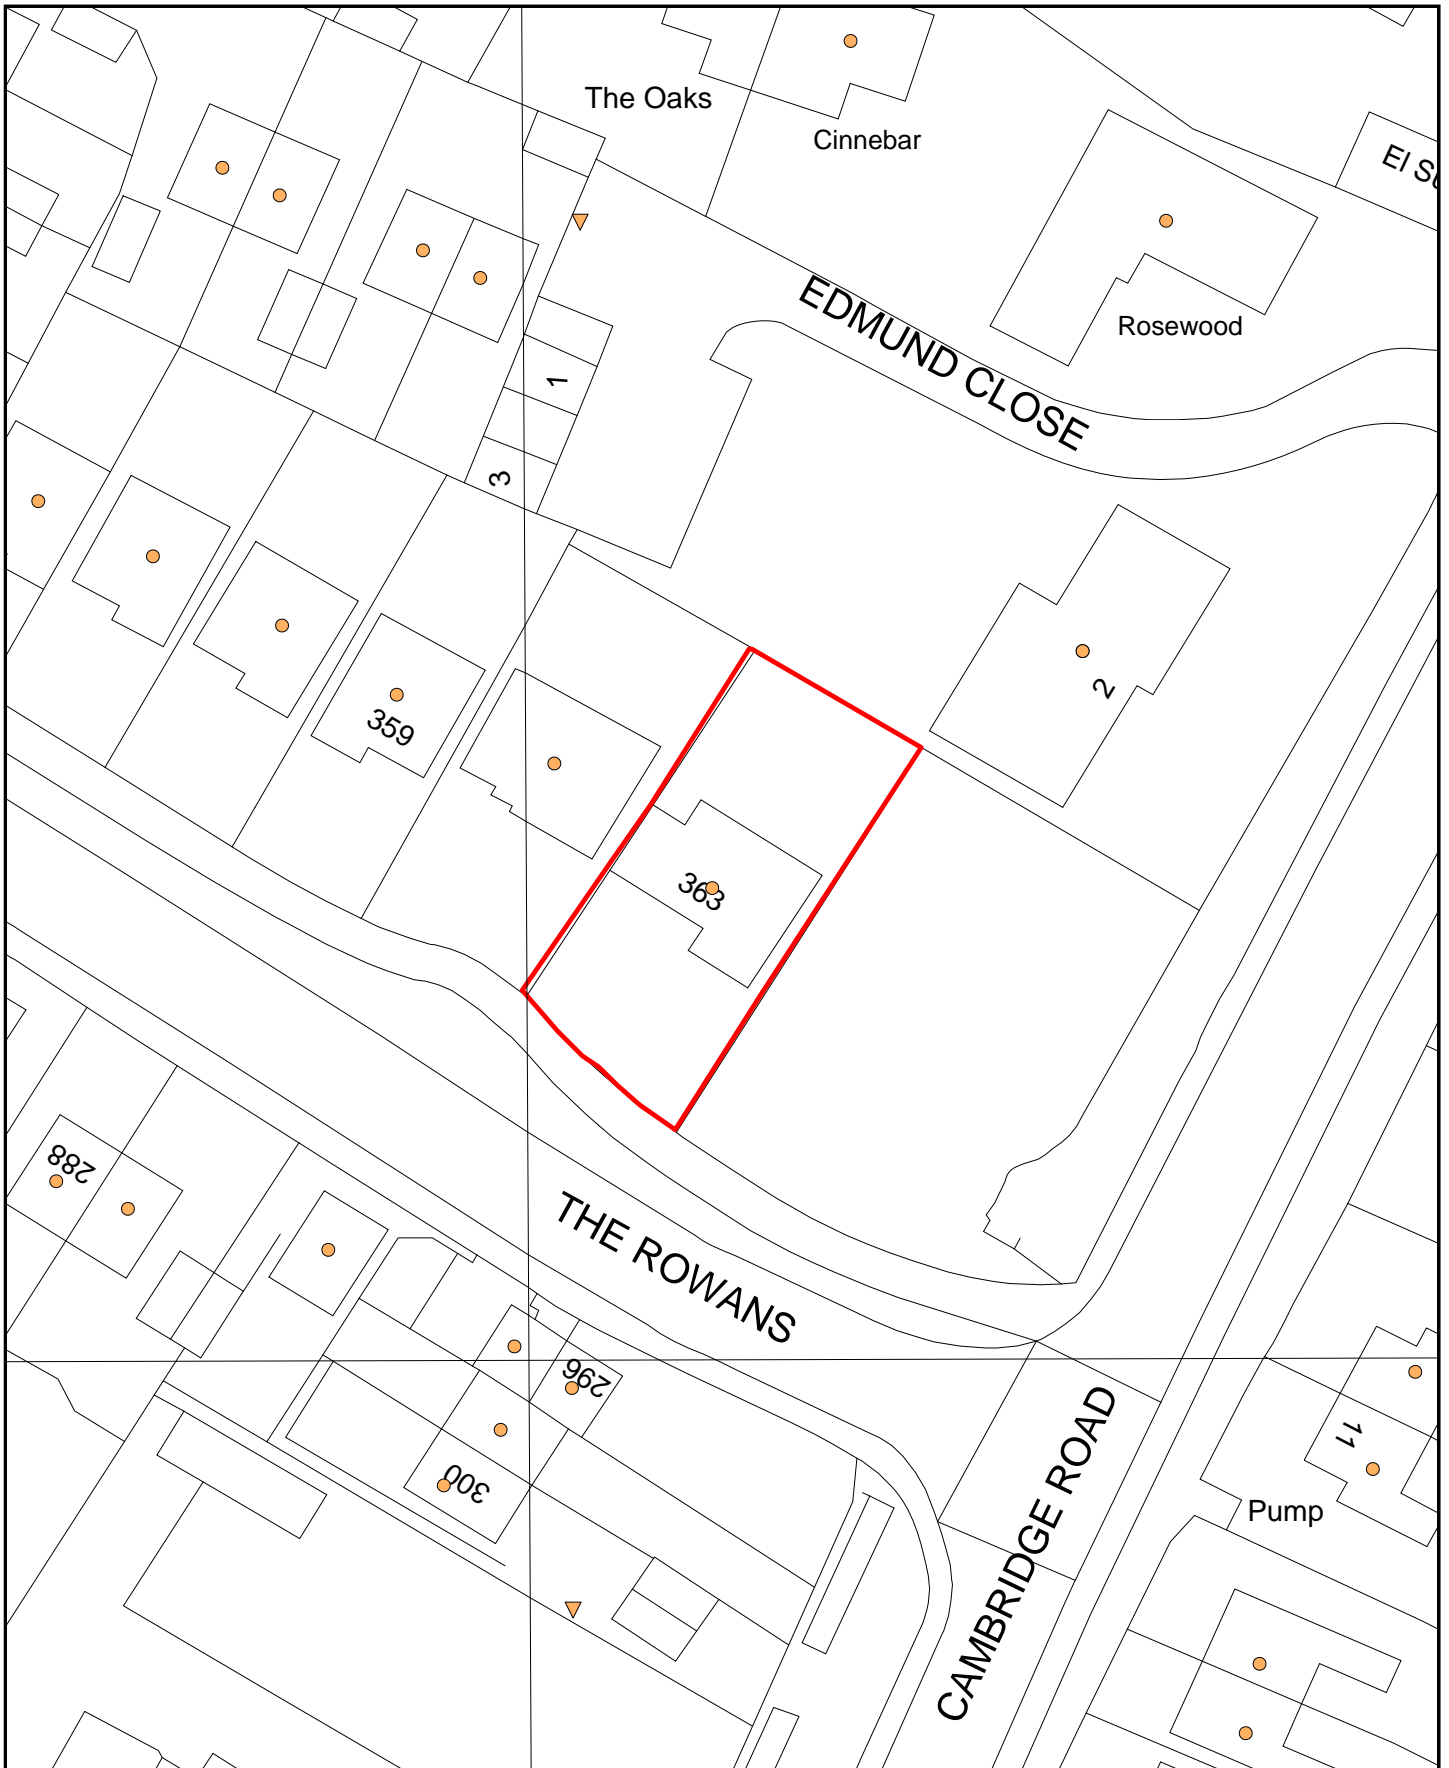 The Oaks
Cinnebar
El
Rosewood
EDMUND CLOSE
1
3
2
359
363
288
THE ROWANS
296
300
CAMBRIDGE ROAD
11
Pump